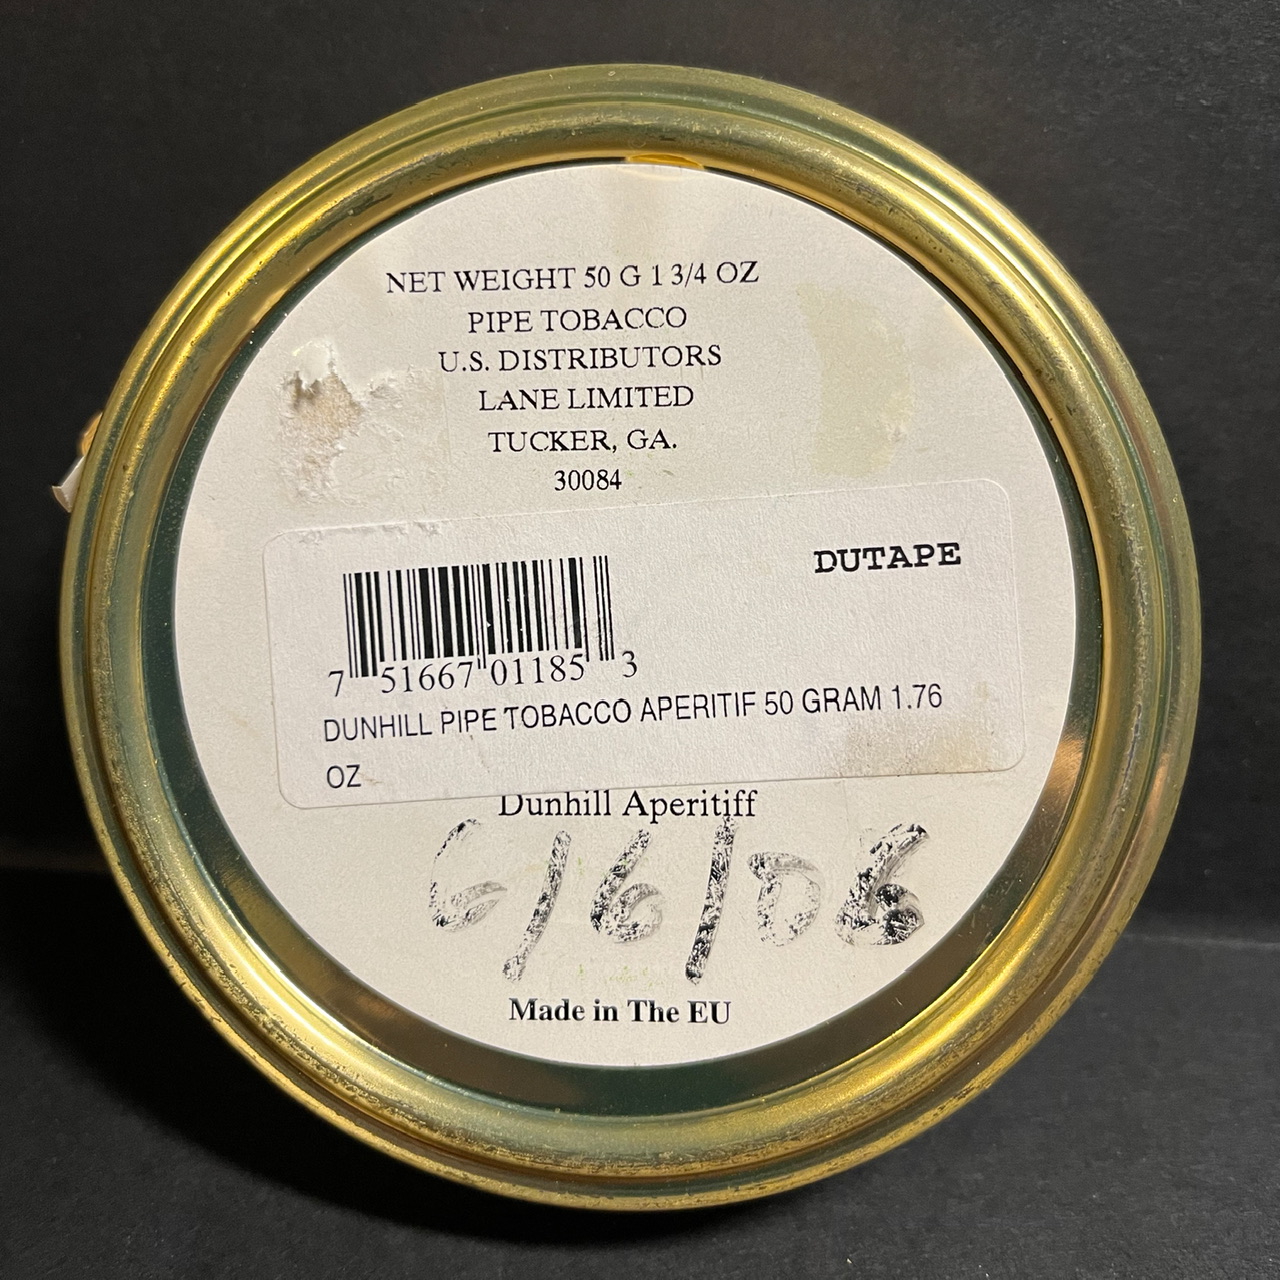 NET WEIGHT 50 G 1 3/4 OZ
PIPE TOBACCO
U.S. DISTRIBUTORS
LANE LIMITED
TUCKER, GA.
30084
DUTAPE
7 51667 01185 3
DUNHILL PIPE TOBACCO APERITIF 50 GRAM 1.76
OZ
Dunhill Aperitiff
6/6/06
Made in The EU